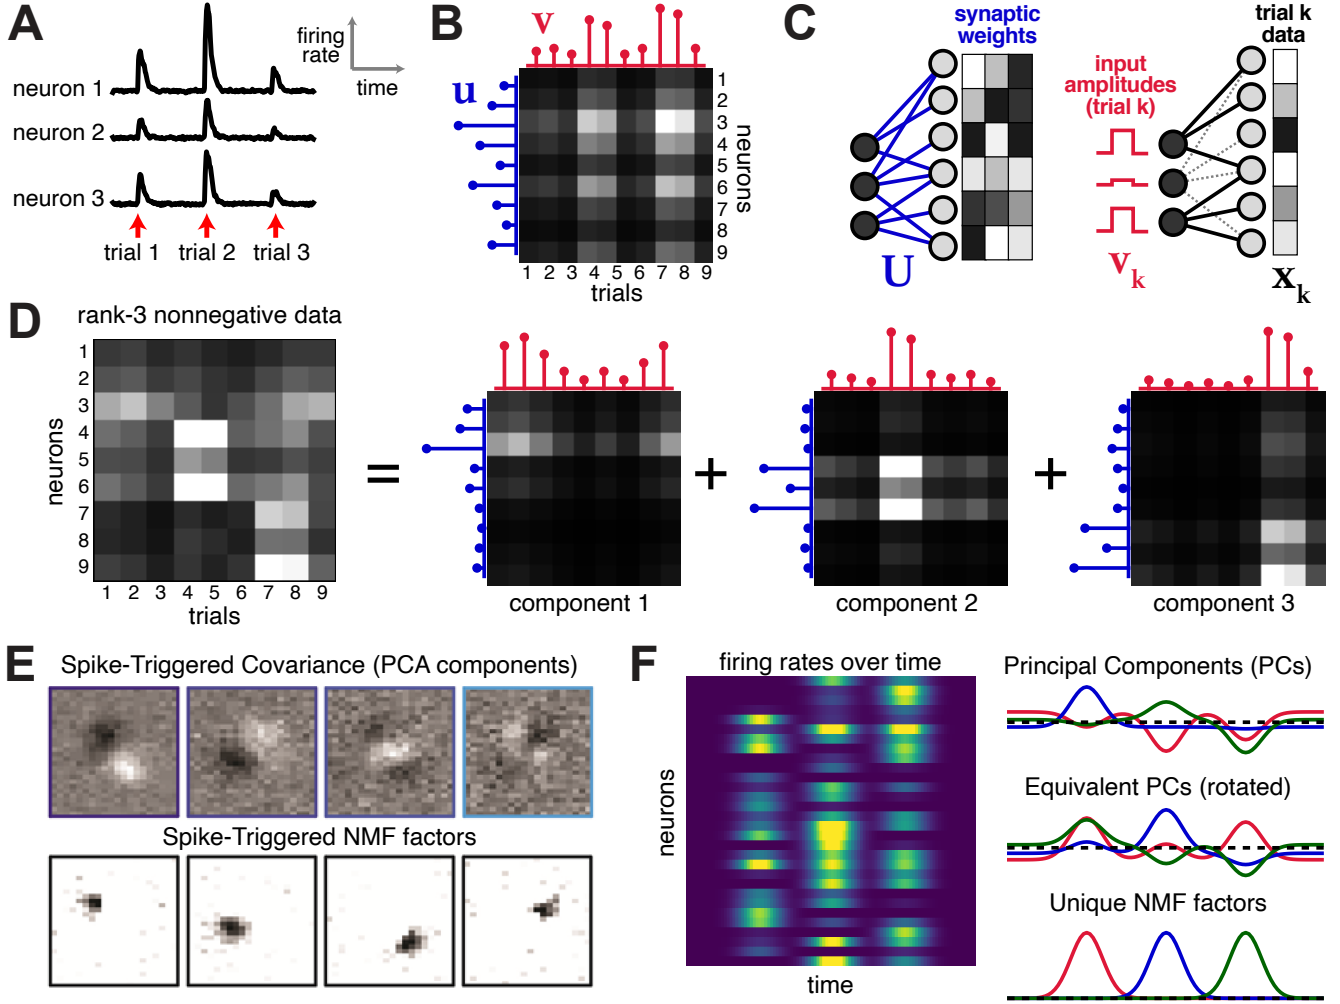 A
firing
rate
time
neuron 1
neuron 2
neuron 3
trial 1 trial 2 trial 3
B
v
u
1
2
3
4
5
6
7
8
9
neurons
1 2 3 4 5 6 7 8 9
trials
C
synaptic
weights
U
input
amplitudes
(trial k)
vk
trial k
data
xk
D
rank-3 nonnegative data
neurons
1
2
3
4
5
6
7
8
9
1 2 3 4 5 6 7 8 9
trials
=
component 1
+
component 2
+
component 3
E
Spike-Triggered Covariance (PCA components)
Spike-Triggered NMF factors
F
firing rates over time
neurons
time
Principal Components (PCs)
Equivalent PCs (rotated)
Unique NMF factors